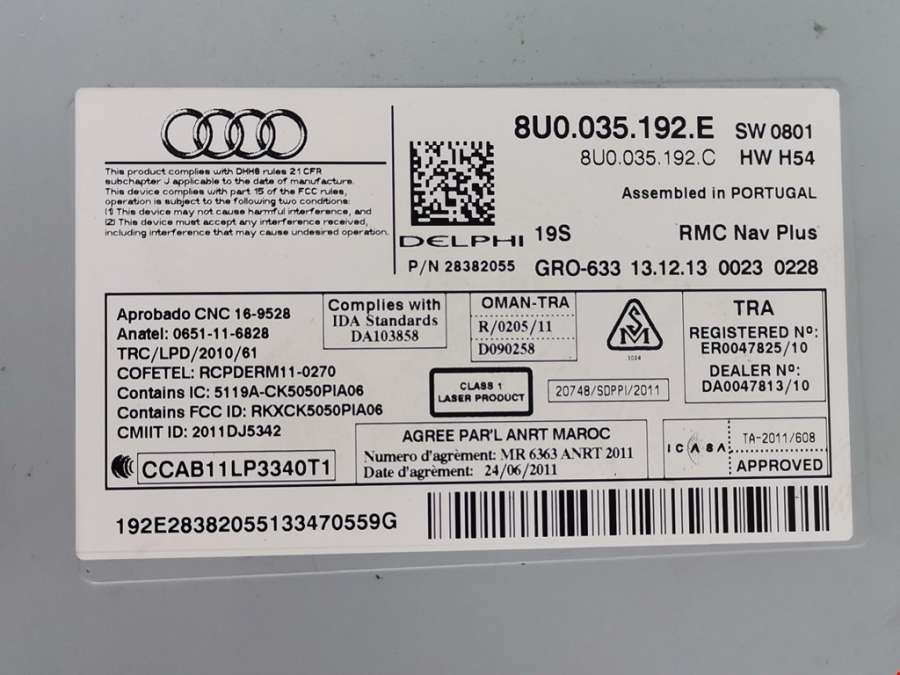 8U0.035.192.E SW 0801
8U0.035.192.C HW H54
Assembled in PORTUGAL
This product complies with DHHS rules 21 CFR
subchapter J applicable to the date of manufacture.
This device complies with part 15 of the FCC rules,
operation is subject to the following two conditions:
(1) This device may not cause harmful interference, and
(2) This device must accept any interference received,
including interference that may cause undesired operation.
DELPHI 19S RMC Nav Plus
P/N 28382055 GRO-633 13.12.13 0023 0228
Aprobado CNC 16-9528
Anatel: 0651-11-6828
TRC/LPD/2010/61
COFETEL: RCPDERM11-0270
Contains IC: 5119A-CK5050PIA06
Contains FCC ID: RKXCK5050PIA06
CMIIT ID: 2011DJ5342
CCAB11LP3340T1
Complies with
IDA Standards
DA103858
OMAN-TRA
R/0205/11
D090258
CLASS 1
LASER PRODUCT
20748/SDPPI/2011
TRA
REGISTERED Nº:
ER0047825/10
DEALER Nº:
DA0047813/10
AGREE PAR'L ANRT MAROC
Numero d'agrément: MR 6363 ANRT 2011
Date d'agrément: 24/06/2011
ICASA
TA-2011/608
APPROVED
192E28382055133470559G